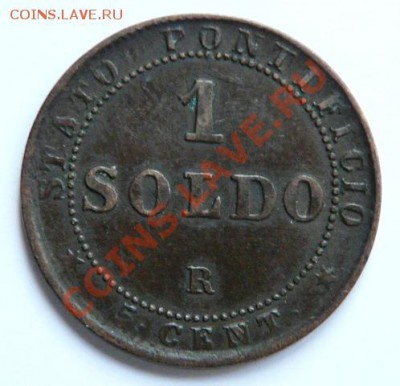 COINS.LAVE.RU
STATO PONTIFICIO
1
SOLDO
R
5 CENT.
COINS.LAVE.RU